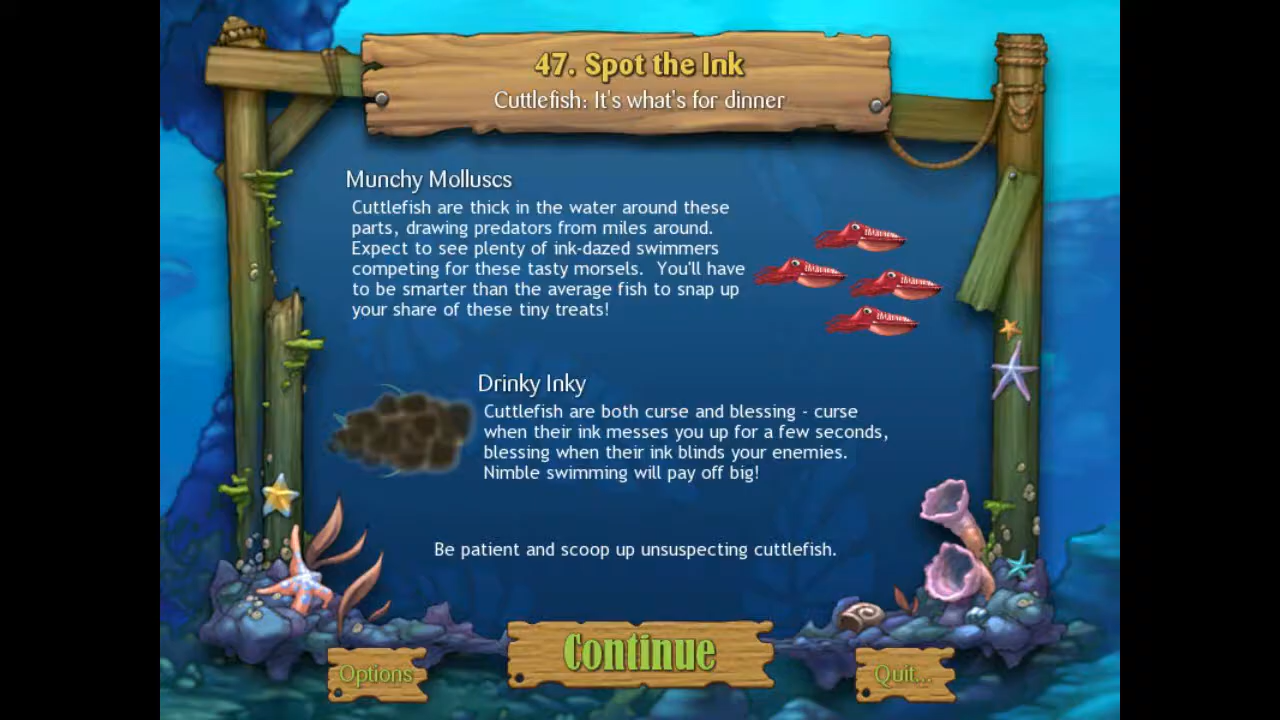 47. Spot the Ink
Cuttlefish: It's what's for dinner
Munchy Molluscs
Cuttlefish are thick in the water around these
parts, drawing predators from miles around.
Expect to see plenty of ink-dazed swimmers
competing for these tasty morsels.  You'll have
to be smarter than the average fish to snap up
your share of these tiny treats!
Drinky Inky
Cuttlefish are both curse and blessing - curse
when their ink messes you up for a few seconds,
blessing when their ink blinds your enemies.
Nimble swimming will pay off big!
Be patient and scoop up unsuspecting cuttlefish.
Continue
Options
Quit...